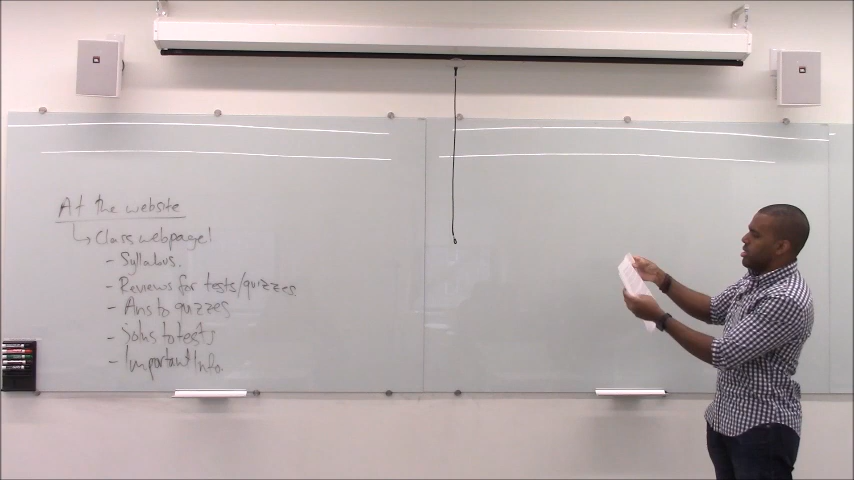 At the website
↳ Class webpage!
- Syllabus.
- Reviews for tests/quizzes.
- Ans to quizzes
- solns to tests
- Important Info.